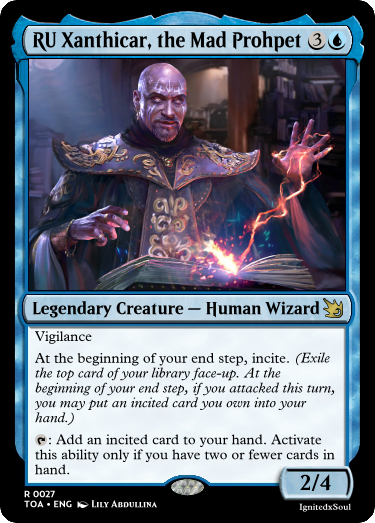 RU Xanthicar, the Mad Prohpet 3
Legendary Creature — Human Wizard
Vigilance
At the beginning of your end step, incite. (Exile
the top card of your library face-up. At the
beginning of your end step, if you attacked this turn,
you may put an incited card you own into your
hand.)
: Add an incited card to your hand. Activate
this ability only if you have two or fewer cards in
hand.
2/4
R 0027
TOA • ENG Lily Abdullina
IgnitedxSoul